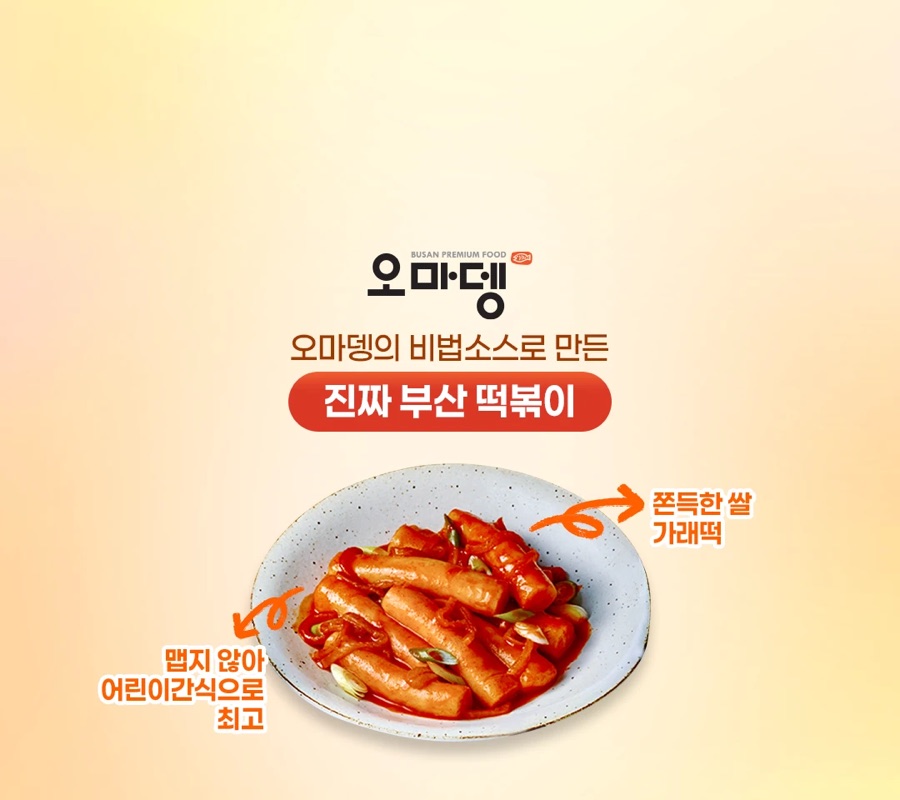 BUSAN PREMIUM FOOD
오마뎅
오마뎅의 비법소스로 만든
진짜 부산 떡볶이
쫀득한 쌀
가래떡
맵지 않아
어린이간식으로
최고